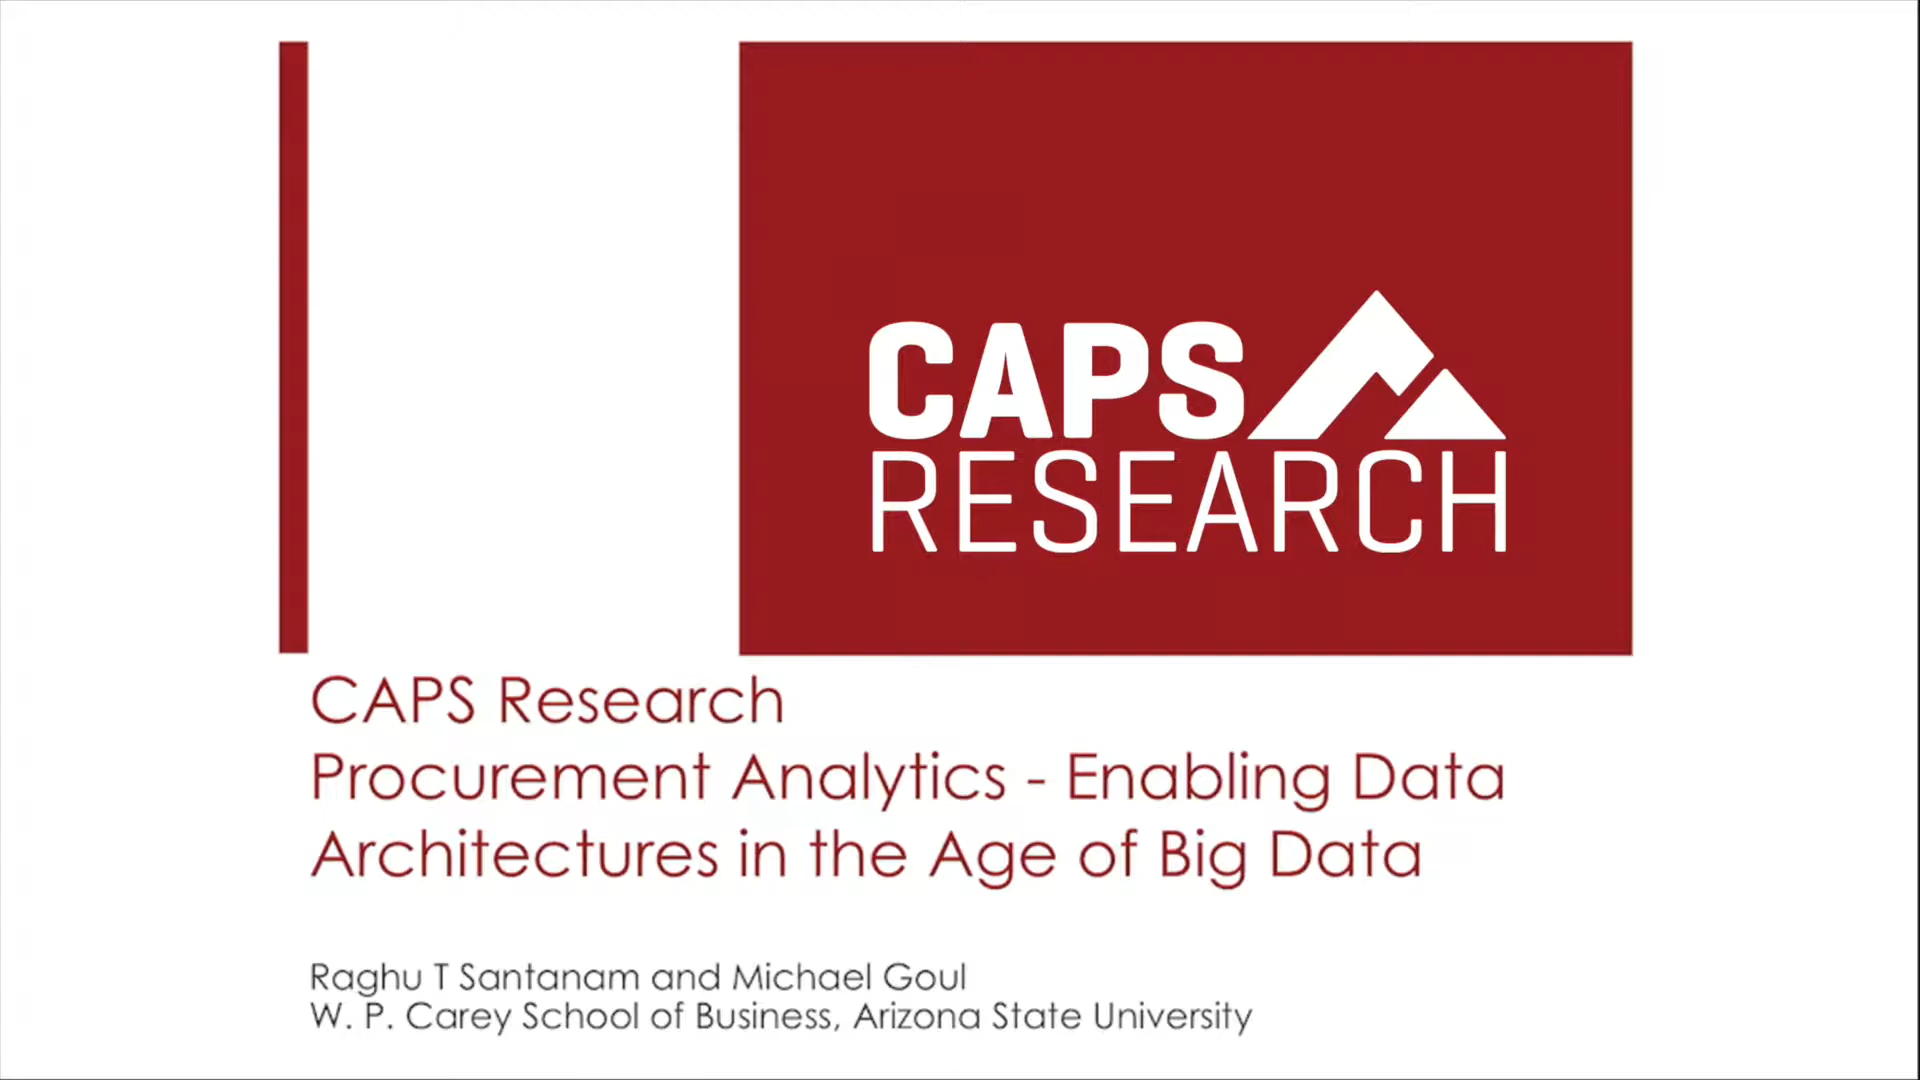 CAPS
RESEARCH
CAPS Research
Procurement Analytics - Enabling Data
Architectures in the Age of Big Data
Raghu T Santanam and Michael Goul
W. P. Carey School of Business, Arizona State University